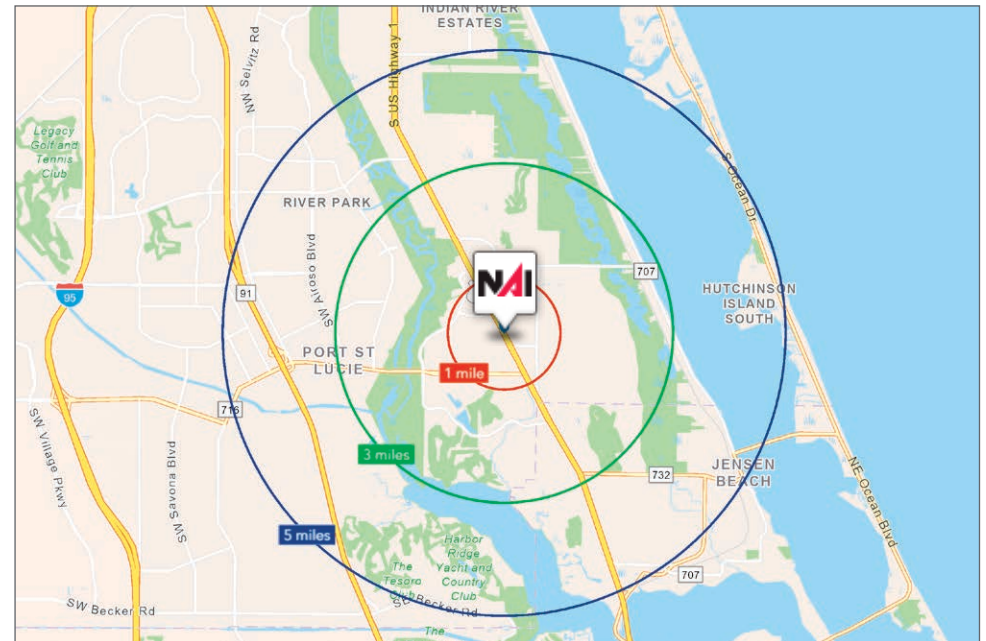 INDIAN RIVER
ESTATES
NW Selvitz Rd
S US Highway 1
Legacy
Golf and
Tennis
Club
S Ocean Dr
RIVER PARK
SW Airoso Blvd
NAI
707
95
91
HUTCHINSON
ISLAND
SOUTH
PORT ST
LUCIE
1 mile
716
SW Village Pkwy
Savona Blvd
SW
3 miles
732
JENSEN
BEACH
NE Ocean Blvd
5 miles
Harbor
Ridge
Yacht and
Country
Club
The
Tesoro
Club
707
SW Becker Rd
SE Becker Rd
The